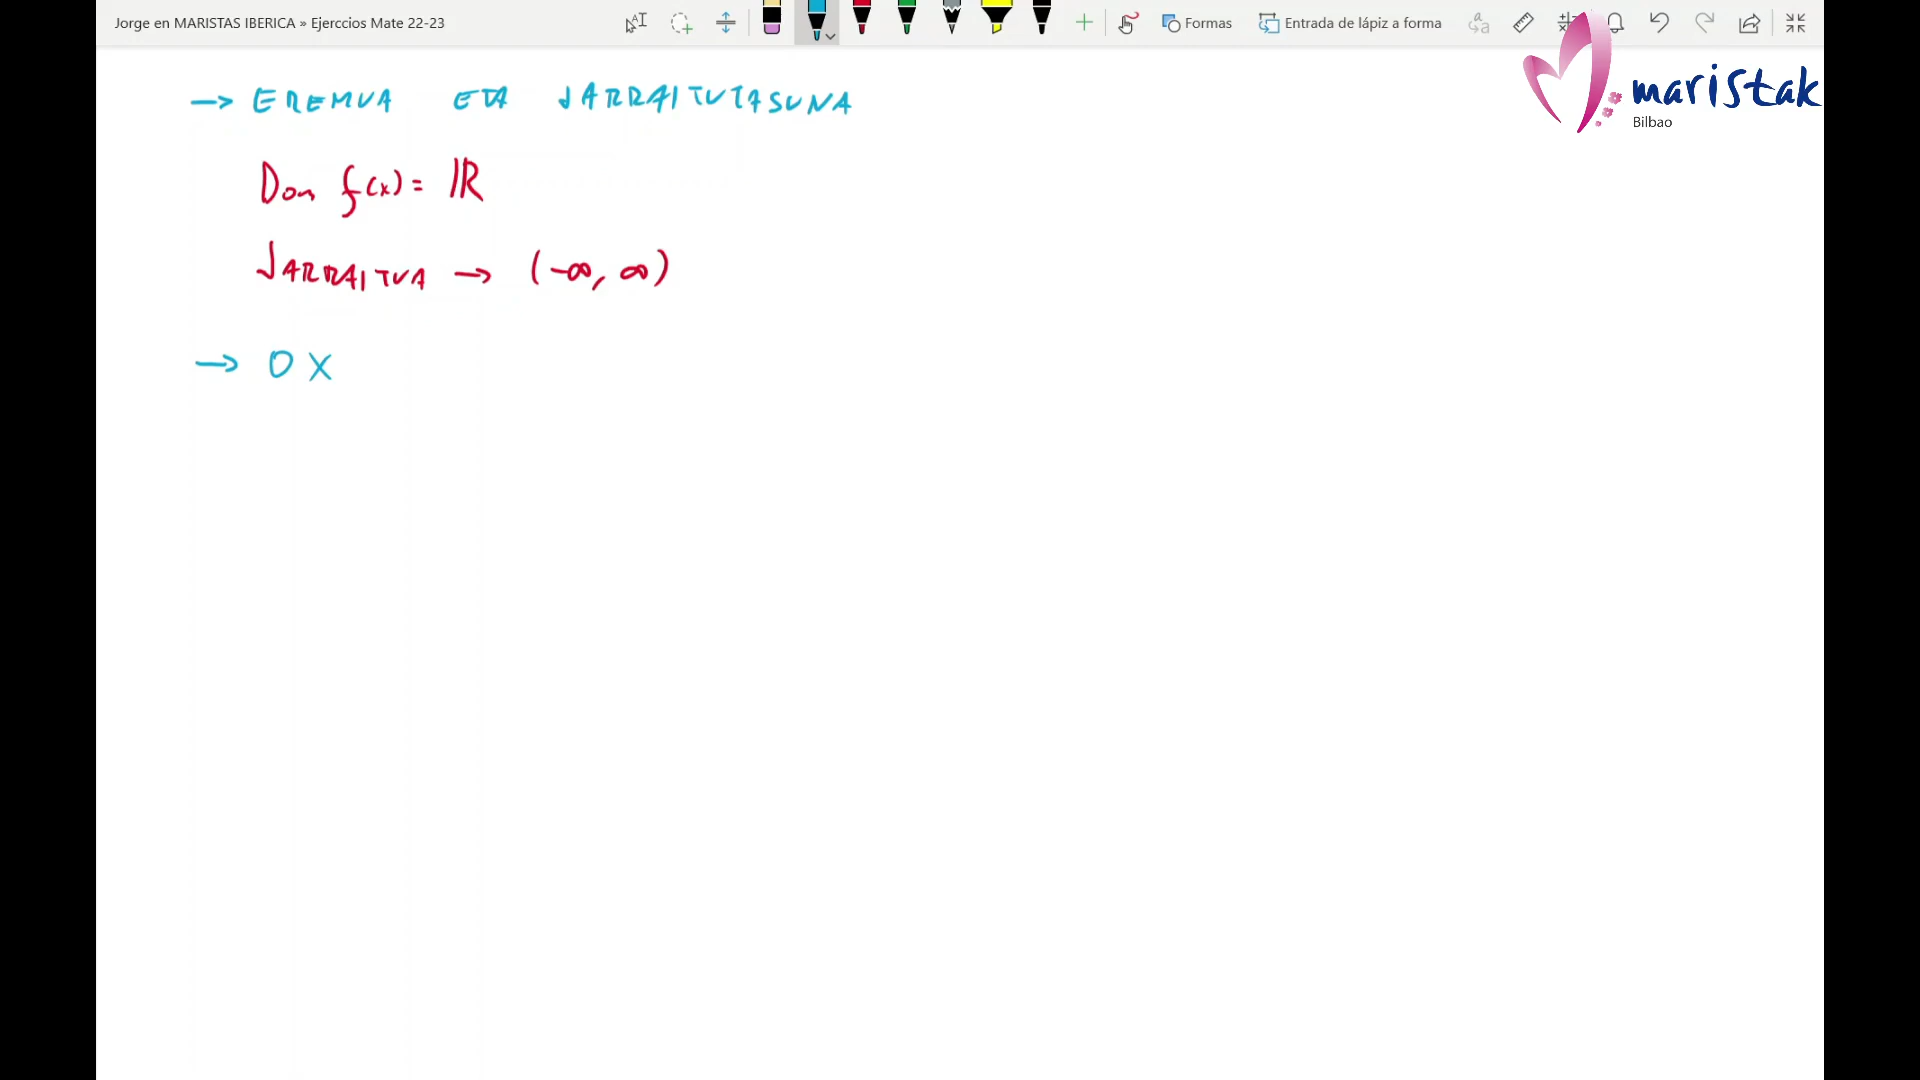 Jorge en MARISTAS IBERICA » Ejerccios Mate 22-23
Formas
Entrada de lápiz a forma
maristak
Bilbao
→ EREMUA ETA JARRAITUTASUNA
Dom f(x) = ℝ
JARRAITUA → (-∞, ∞)
→ OX